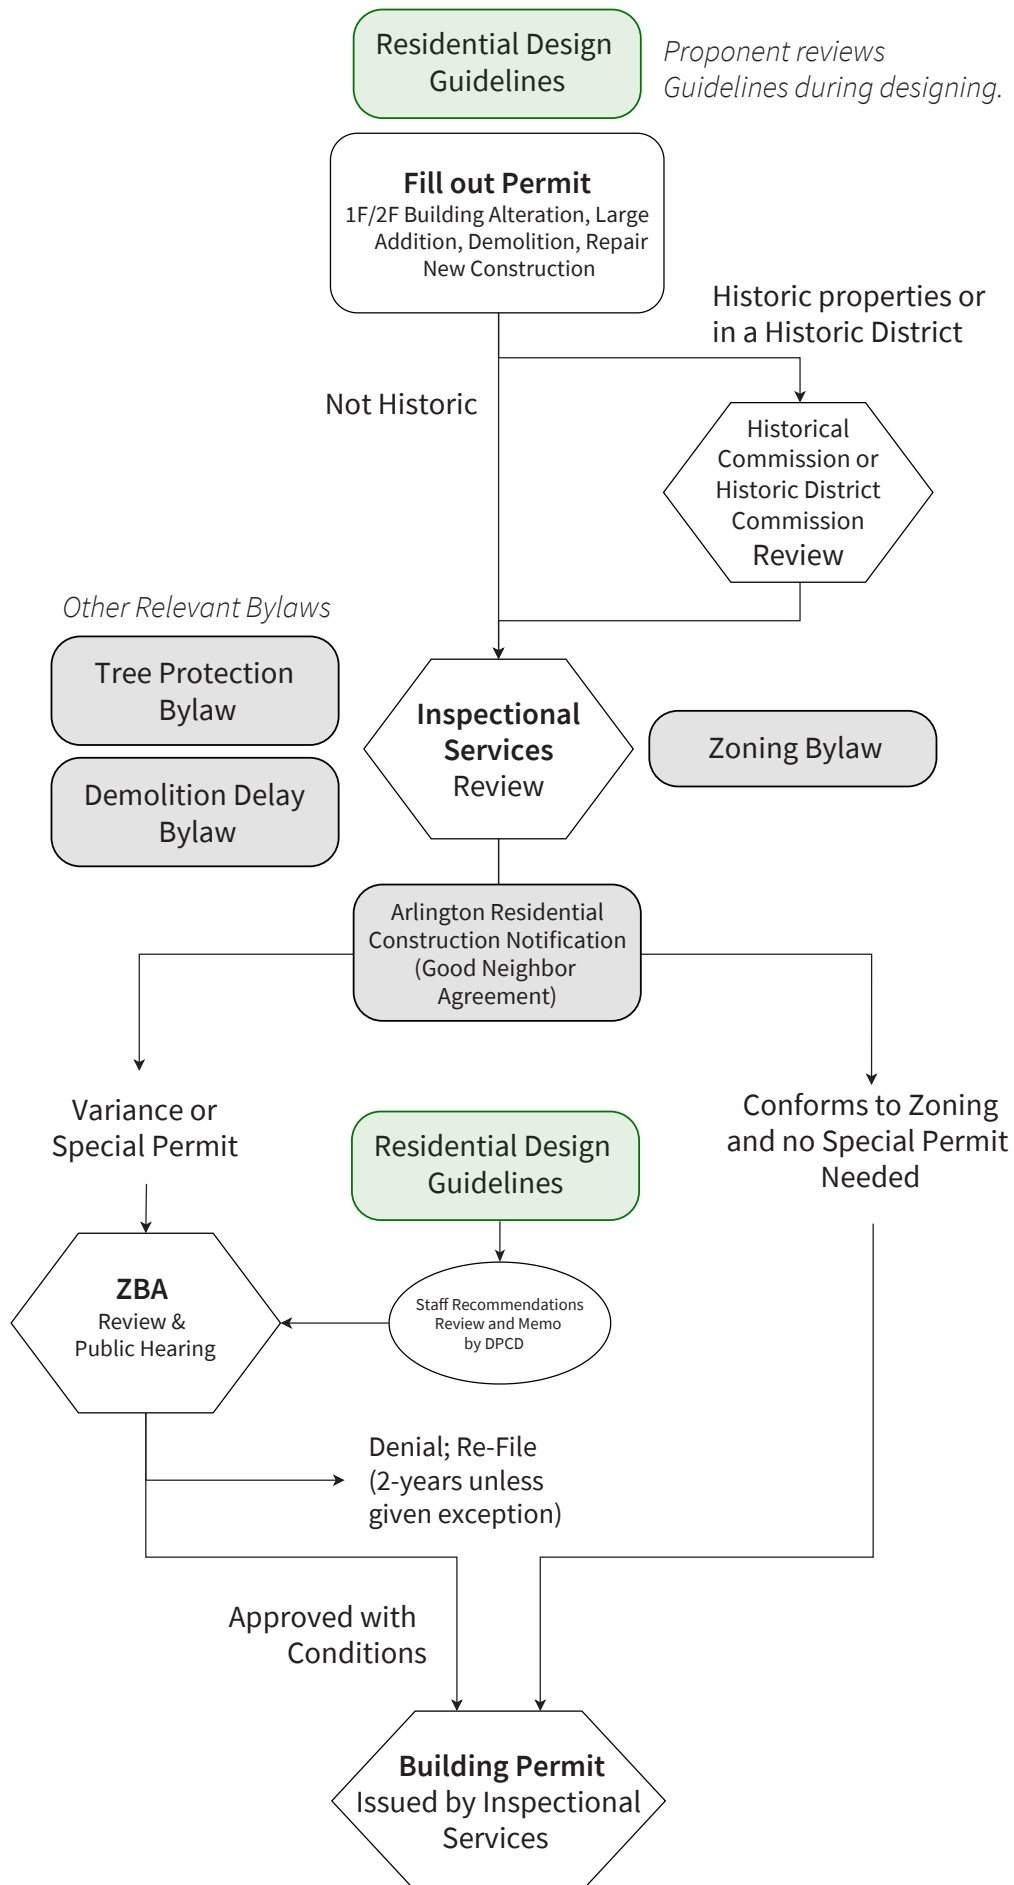 Residential Design
Guidelines
Proponent reviews
Guidelines during designing.
Fill out Permit
1F/2F Building Alteration, Large
Addition, Demolition, Repair
New Construction
Historic properties or
in a Historic District
Not Historic
Historical
Commission or
Historic District
Commission
Review
Other Relevant Bylaws
Tree Protection
Bylaw
Demolition Delay
Bylaw
Inspectional
Services
Review
Zoning Bylaw
Arlington Residential
Construction Notification
(Good Neighbor
Agreement)
Variance or
Special Permit
Residential Design
Guidelines
Conforms to Zoning
and no Special Permit
Needed
ZBA
Review &
Public Hearing
Staff Recommendations
Review and Memo
by DPCD
Denial; Re-File
(2-years unless
given exception)
Approved with
Conditions
Building Permit
Issued by Inspectional
Services